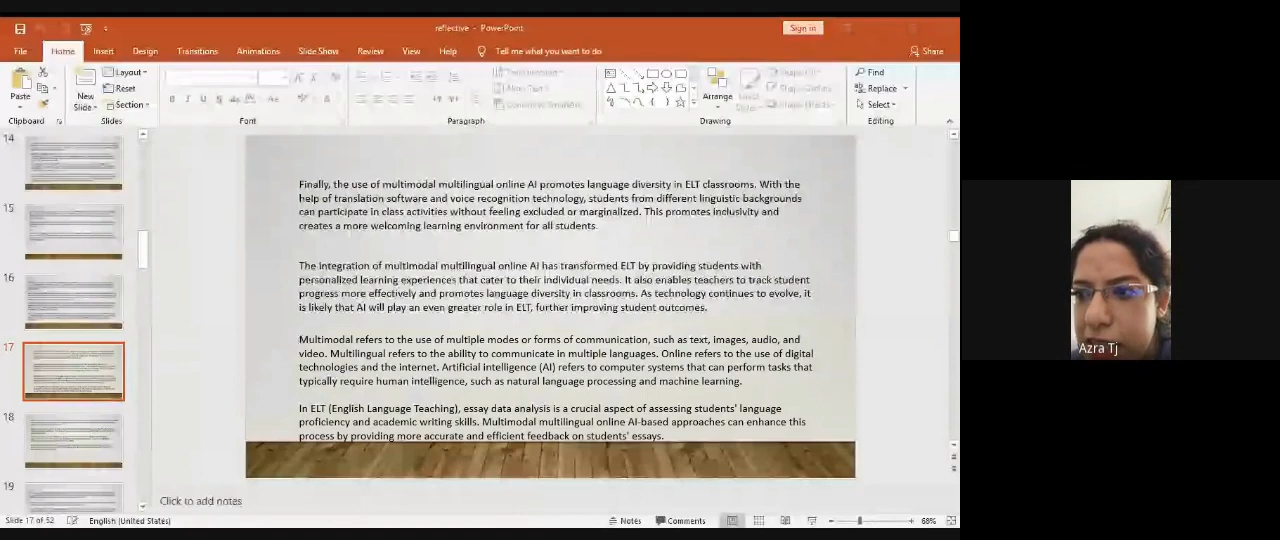 reflective - PowerPoint
Sign in
File Home Insert Design Transitions Animations Slide Show Review View Help Tell me what you want to do Share
Paste
New Slide
Layout
Reset
Section
Arrange
Find
Replace
Select
Clipboard Slides Font Paragraph Drawing Editing
14
15
16
17
18
19
Finally, the use of multimodal multilingual online AI promotes language diversity in ELT classrooms. With the
help of translation software and voice recognition technology, students from different linguistic backgrounds
can participate in class activities without feeling excluded or marginalized. This promotes inclusivity and
creates a more welcoming learning environment for all students.
The integration of multimodal multilingual online AI has transformed ELT by providing students with
personalized learning experiences that cater to their individual needs. It also enables teachers to track student
progress more effectively and promotes language diversity in classrooms. As technology continues to evolve, it
is likely that AI will play an even greater role in ELT, further improving student outcomes.
Multimodal refers to the use of multiple modes or forms of communication, such as text, images, audio, and
video. Multilingual refers to the ability to communicate in multiple languages. Online refers to the use of digital
technologies and the internet. Artificial intelligence (AI) refers to computer systems that can perform tasks that
typically require human intelligence, such as natural language processing and machine learning.
In ELT (English Language Teaching), essay data analysis is a crucial aspect of assessing students' language
proficiency and academic writing skills. Multimodal multilingual online AI-based approaches can enhance this
process by providing more accurate and efficient feedback on students' essays.
Click to add notes
Slide 17 of 52 English (United States) Notes Comments 68%
Azra Tj